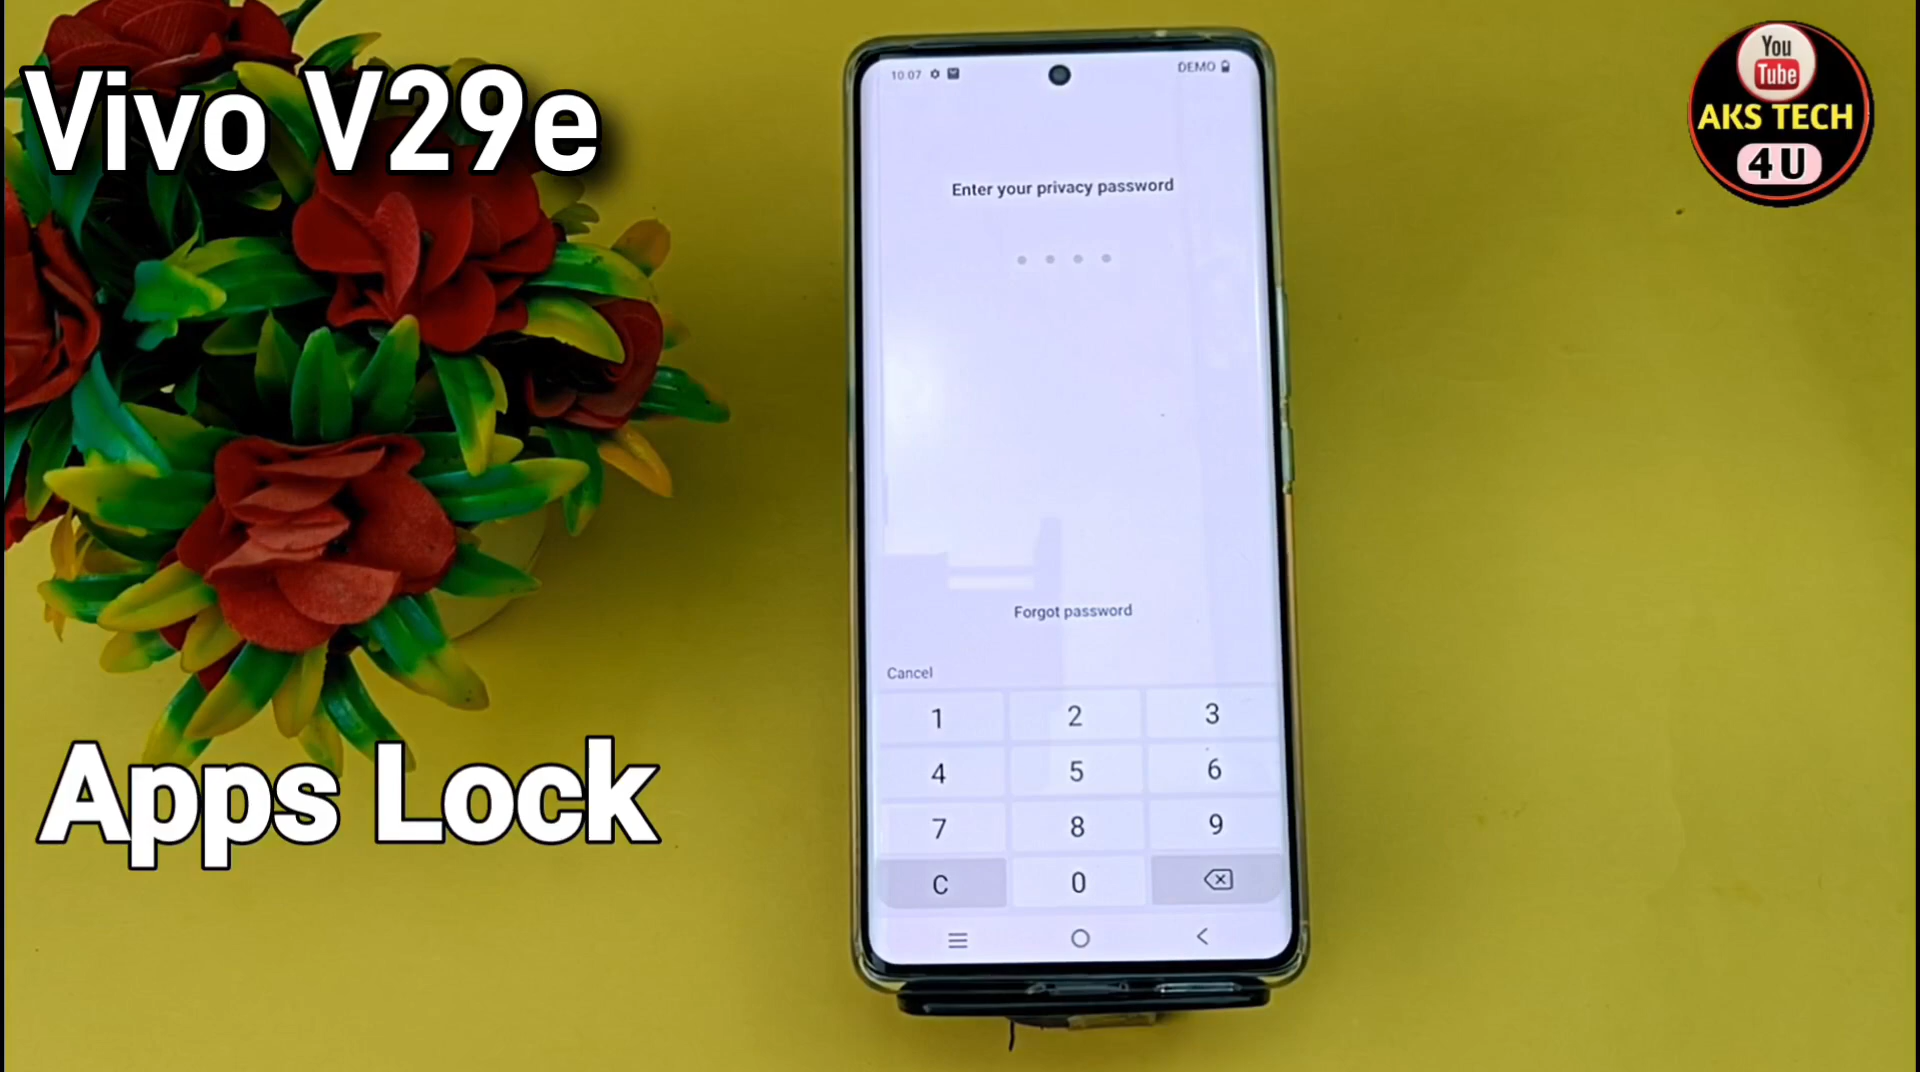 Vivo V29e
You
Tube
AKS TECH
4 U
10:07
DEMO
Enter your privacy password
Forgot password
Cancel
1 2 3
4 5 6
7 8 9
C 0
Apps Lock